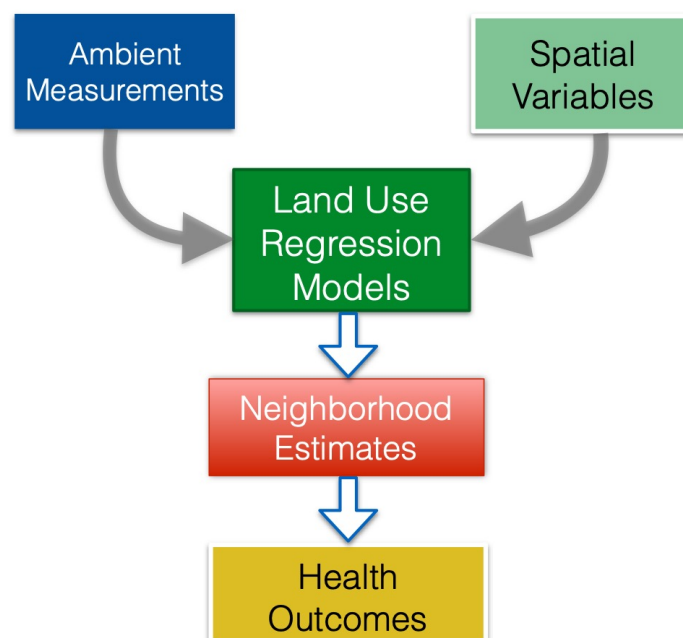 Ambient
Measurements
Spatial
Variables
Land Use
Regression
Models
Neighborhood
Estimates
Health
Outcomes